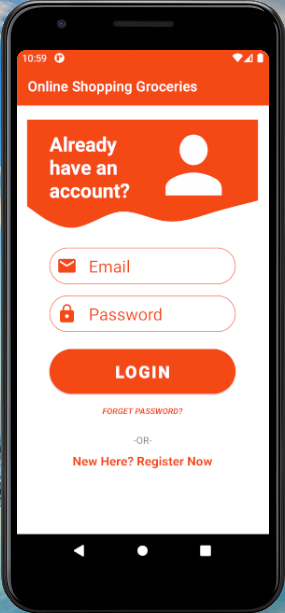 10:59
Online Shopping Groceries
Already
have an
account?
Email
Password
LOGIN
FORGET PASSWORD?
-OR-
New Here? Register Now